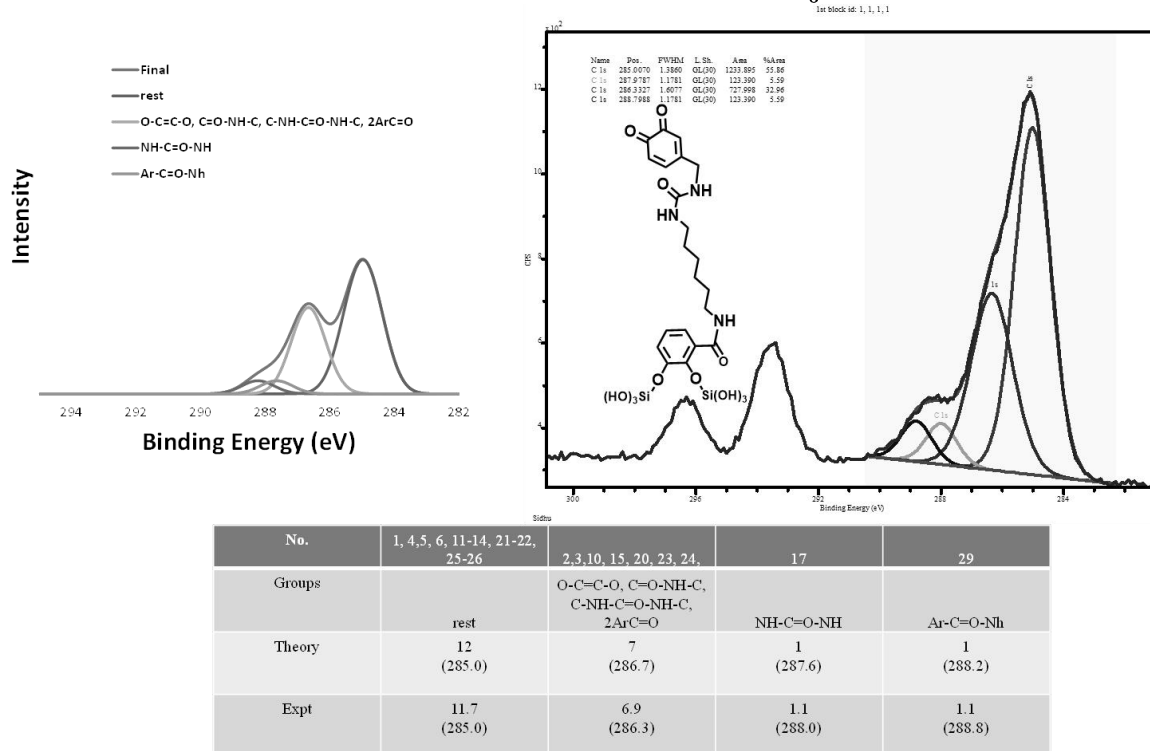 1st block id: 1, 1, 1, 1
Final
rest
O-C=C-O, C=O-NH-C, C-NH-C=O-NH-C, 2ArC=O
NH-C=O-NH
Ar-C=O-Nh
Intensity
294 292 290 288 286 284 282
Binding Energy (eV)
x 10²
Name Pos. FWHM L.Sh. Area %Area
C 1s 285.0070 1.3860 GL(30) 1233.895 55.86
C 1s 287.9787 1.1781 GL(30) 123.390 5.59
C 1s 286.3327 1.6077 GL(30) 727.998 32.96
C 1s 288.7988 1.1781 GL(30) 123.390 5.59
12
10
8
6
4
CPS
C 1s
1s
C 1s
O
O
O
NH
HN
NH
O
O
O
(HO)₃Si
Si(OH)₃
300 296 292 288 284
Binding Energy (eV)
Sidhu
No. 1, 4,5, 6, 11-14, 21-22, 25-26 2,3,10, 15, 20, 23, 24, 17 29
Groups rest O-C=C-O, C=O-NH-C, C-NH-C=O-NH-C, 2ArC=O NH-C=O-NH Ar-C=O-Nh
Theory 12 (285.0) 7 (286.7) 1 (287.6) 1 (288.2)
Expt 11.7 (285.0) 6.9 (286.3) 1.1 (288.0) 1.1 (288.8)